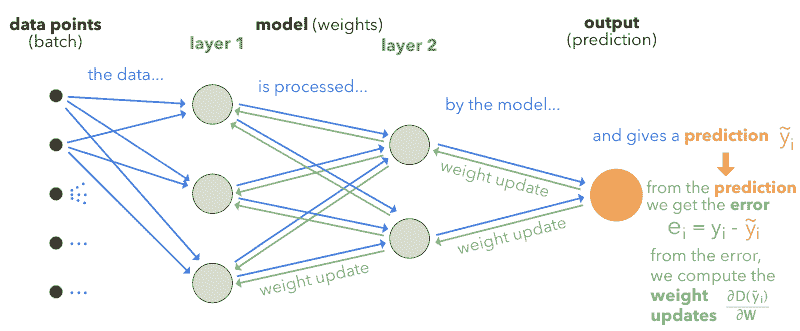 data points
(batch)
model (weights)
output
(prediction)
layer 1
layer 2
the data...
is processed...
by the model...
and gives a prediction ỹᵢ
from the prediction
we get the error
eᵢ = yᵢ - ỹᵢ
from the error,
we compute the
weight
updates
∂D(ỹᵢ)
∂W
weight update
weight update
weight update
...
...